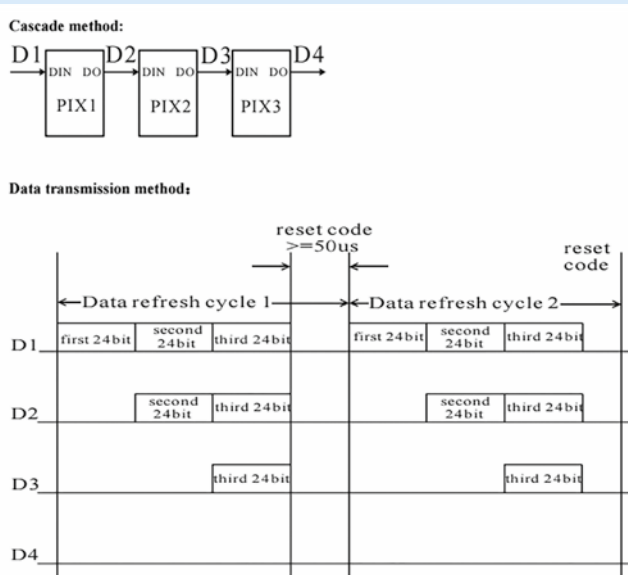 Cascade method:
D1 D2 D3 D4
DIN DO DIN DO DIN DO
PIX1 PIX2 PIX3
Data transmission method:
reset code
>=50us
reset
code
Data refresh cycle 1
Data refresh cycle 2
D1
first 24bit
second
24bit
third 24bit
first 24bit
second
24bit
third 24bit
D2
second
24bit
third 24bit
second
24bit
third 24bit
D3
third 24bit
third 24bit
D4